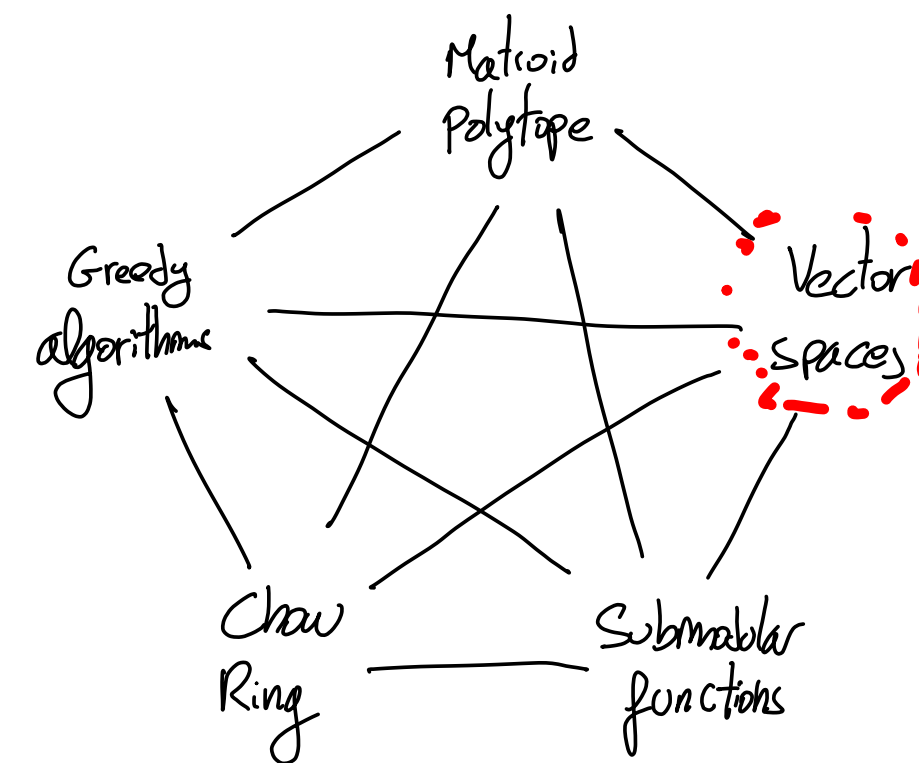 Matroid
Polytope
Greedy
algorithms
Vector
spaces
Chow
Ring
Submodular
functions